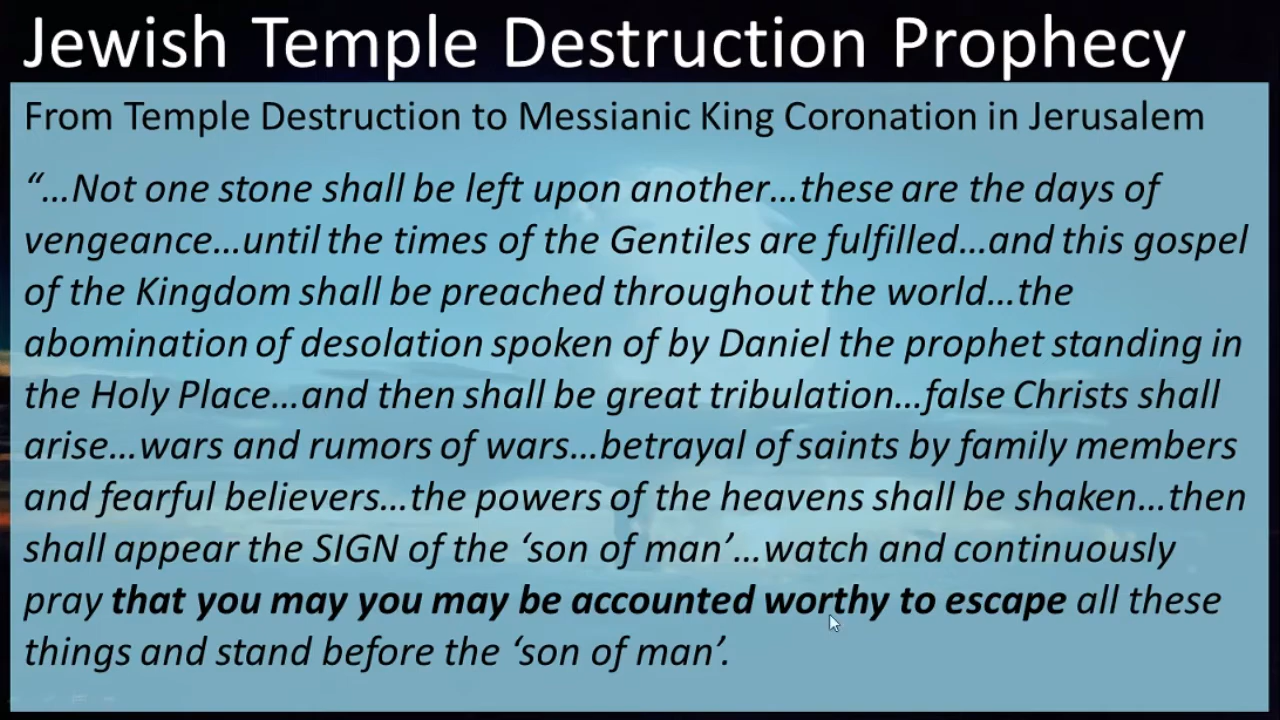 Jewish Temple Destruction Prophecy
From Temple Destruction to Messianic King Coronation in Jerusalem
“…Not one stone shall be left upon another…these are the days of
vengeance…until the times of the Gentiles are fulfilled…and this gospel
of the Kingdom shall be preached throughout the world…the
abomination of desolation spoken of by Daniel the prophet standing in
the Holy Place…and then shall be great tribulation…false Christs shall
arise…wars and rumors of wars…betrayal of saints by family members
and fearful believers…the powers of the heavens shall be shaken…then
shall appear the SIGN of the ‘son of man’…watch and continuously
pray that you may you may be accounted worthy to escape all these
things and stand before the ‘son of man’.